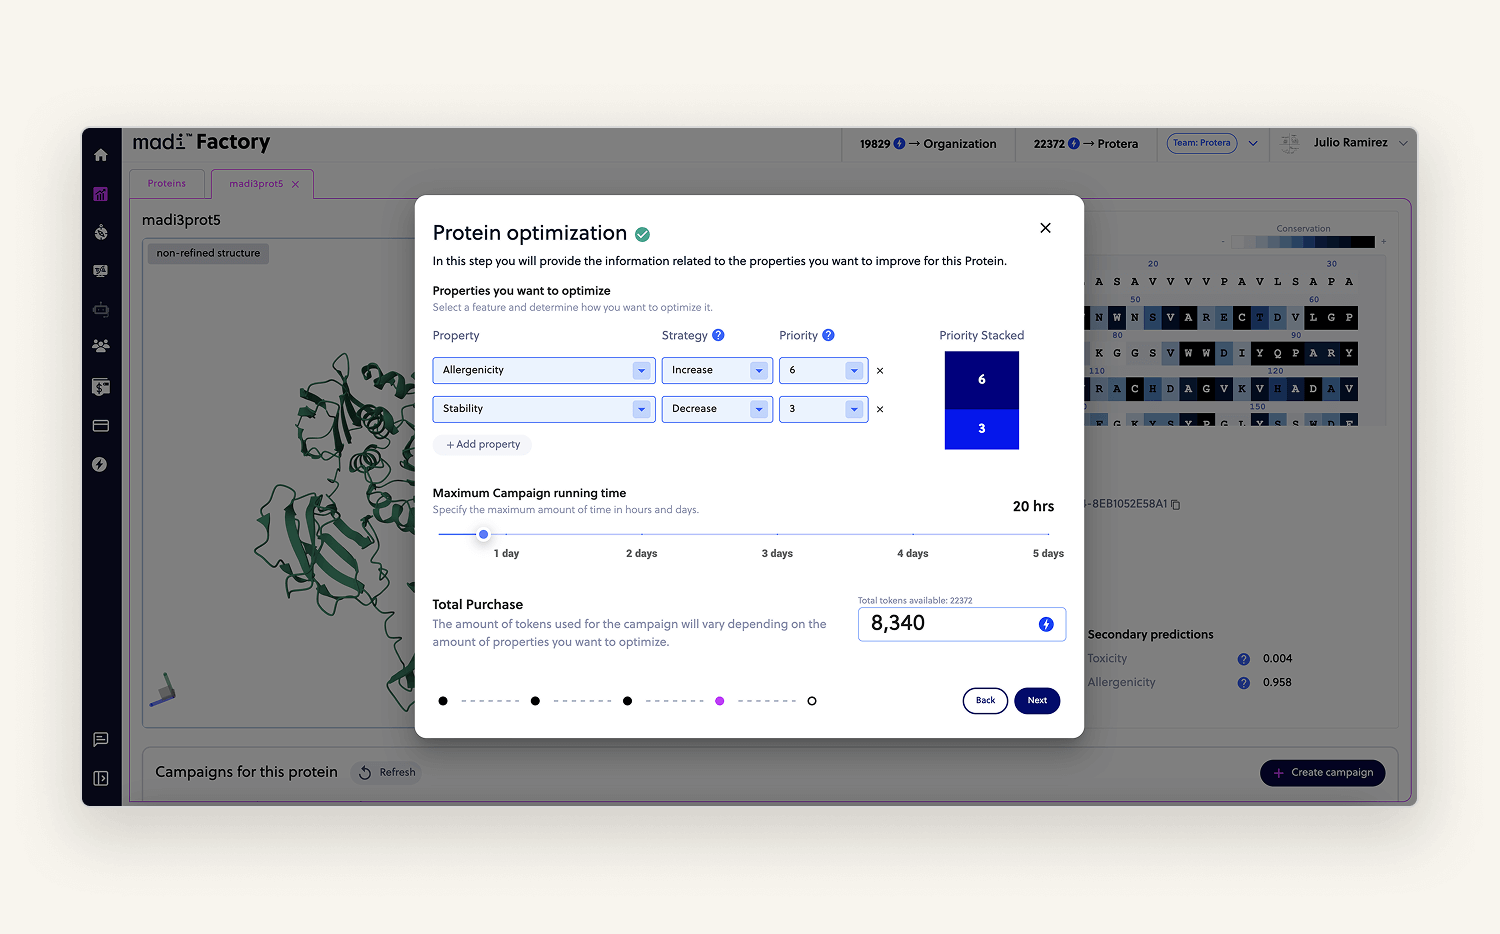 madi™ Factory
19829 → Organization
22372 → Protera
Team: Protera
Julio Ramirez
Proteins
madi3prot5
madi3prot5
non-refined structure
Conservation
- +
20 30
A S A V V V P A V L S A P A
50 60
N W N S V A R E C T D V L G P
80 90
K G G S V W W D I Y Q P A R Y
110 120
R A C H D A G V K V H A D A V
150
E G K Y S Y P G L Y S S W D F
-8EB1052E58A1
Protein optimization
In this step you will provide the information related to the properties you want to improve for this Protein.
Properties you want to optimize
Select a feature and determine how you want to optimize it.
Property Strategy ? Priority ? Priority Stacked
Allergenicity Increase 6 ×
Stability Decrease 3 ×
6
3
+ Add property
Maximum Campaign running time
Specify the maximum amount of time in hours and days.
20 hrs
1 day 2 days 3 days 4 days 5 days
Total Purchase
The amount of tokens used for the campaign will vary depending on the
amount of properties you want to optimize.
Total tokens available: 22372
8,340
Back
Next
Secondary predictions
Toxicity ? 0.004
Allergenicity ? 0.958
Campaigns for this protein
Refresh
+ Create campaign